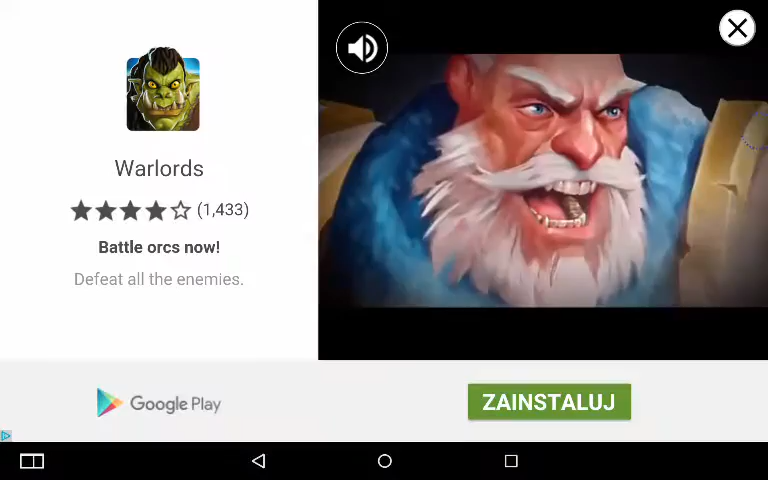 Warlords
(1,433)
Battle orcs now!
Defeat all the enemies.
Google Play
ZAINSTALUJ